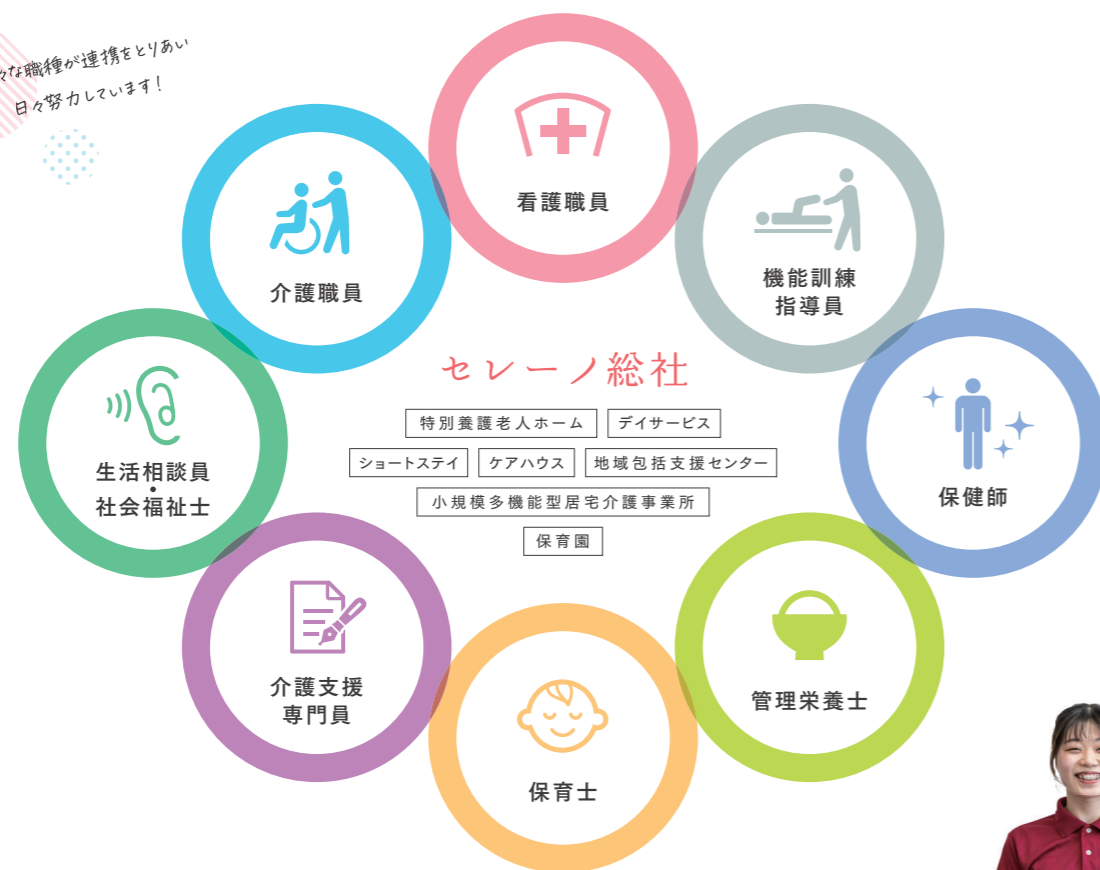 な職種が連携をとりあい
日々努力しています！
看護職員
介護職員
機能訓練
指導員
セレーノ総社
特別養護老人ホーム デイサービス
ショートステイ ケアハウス 地域包括支援センター
小規模多機能型居宅介護事業所
保育園
生活相談員
・
社会福祉士
保健師
介護支援
専門員
管理栄養士
保育士